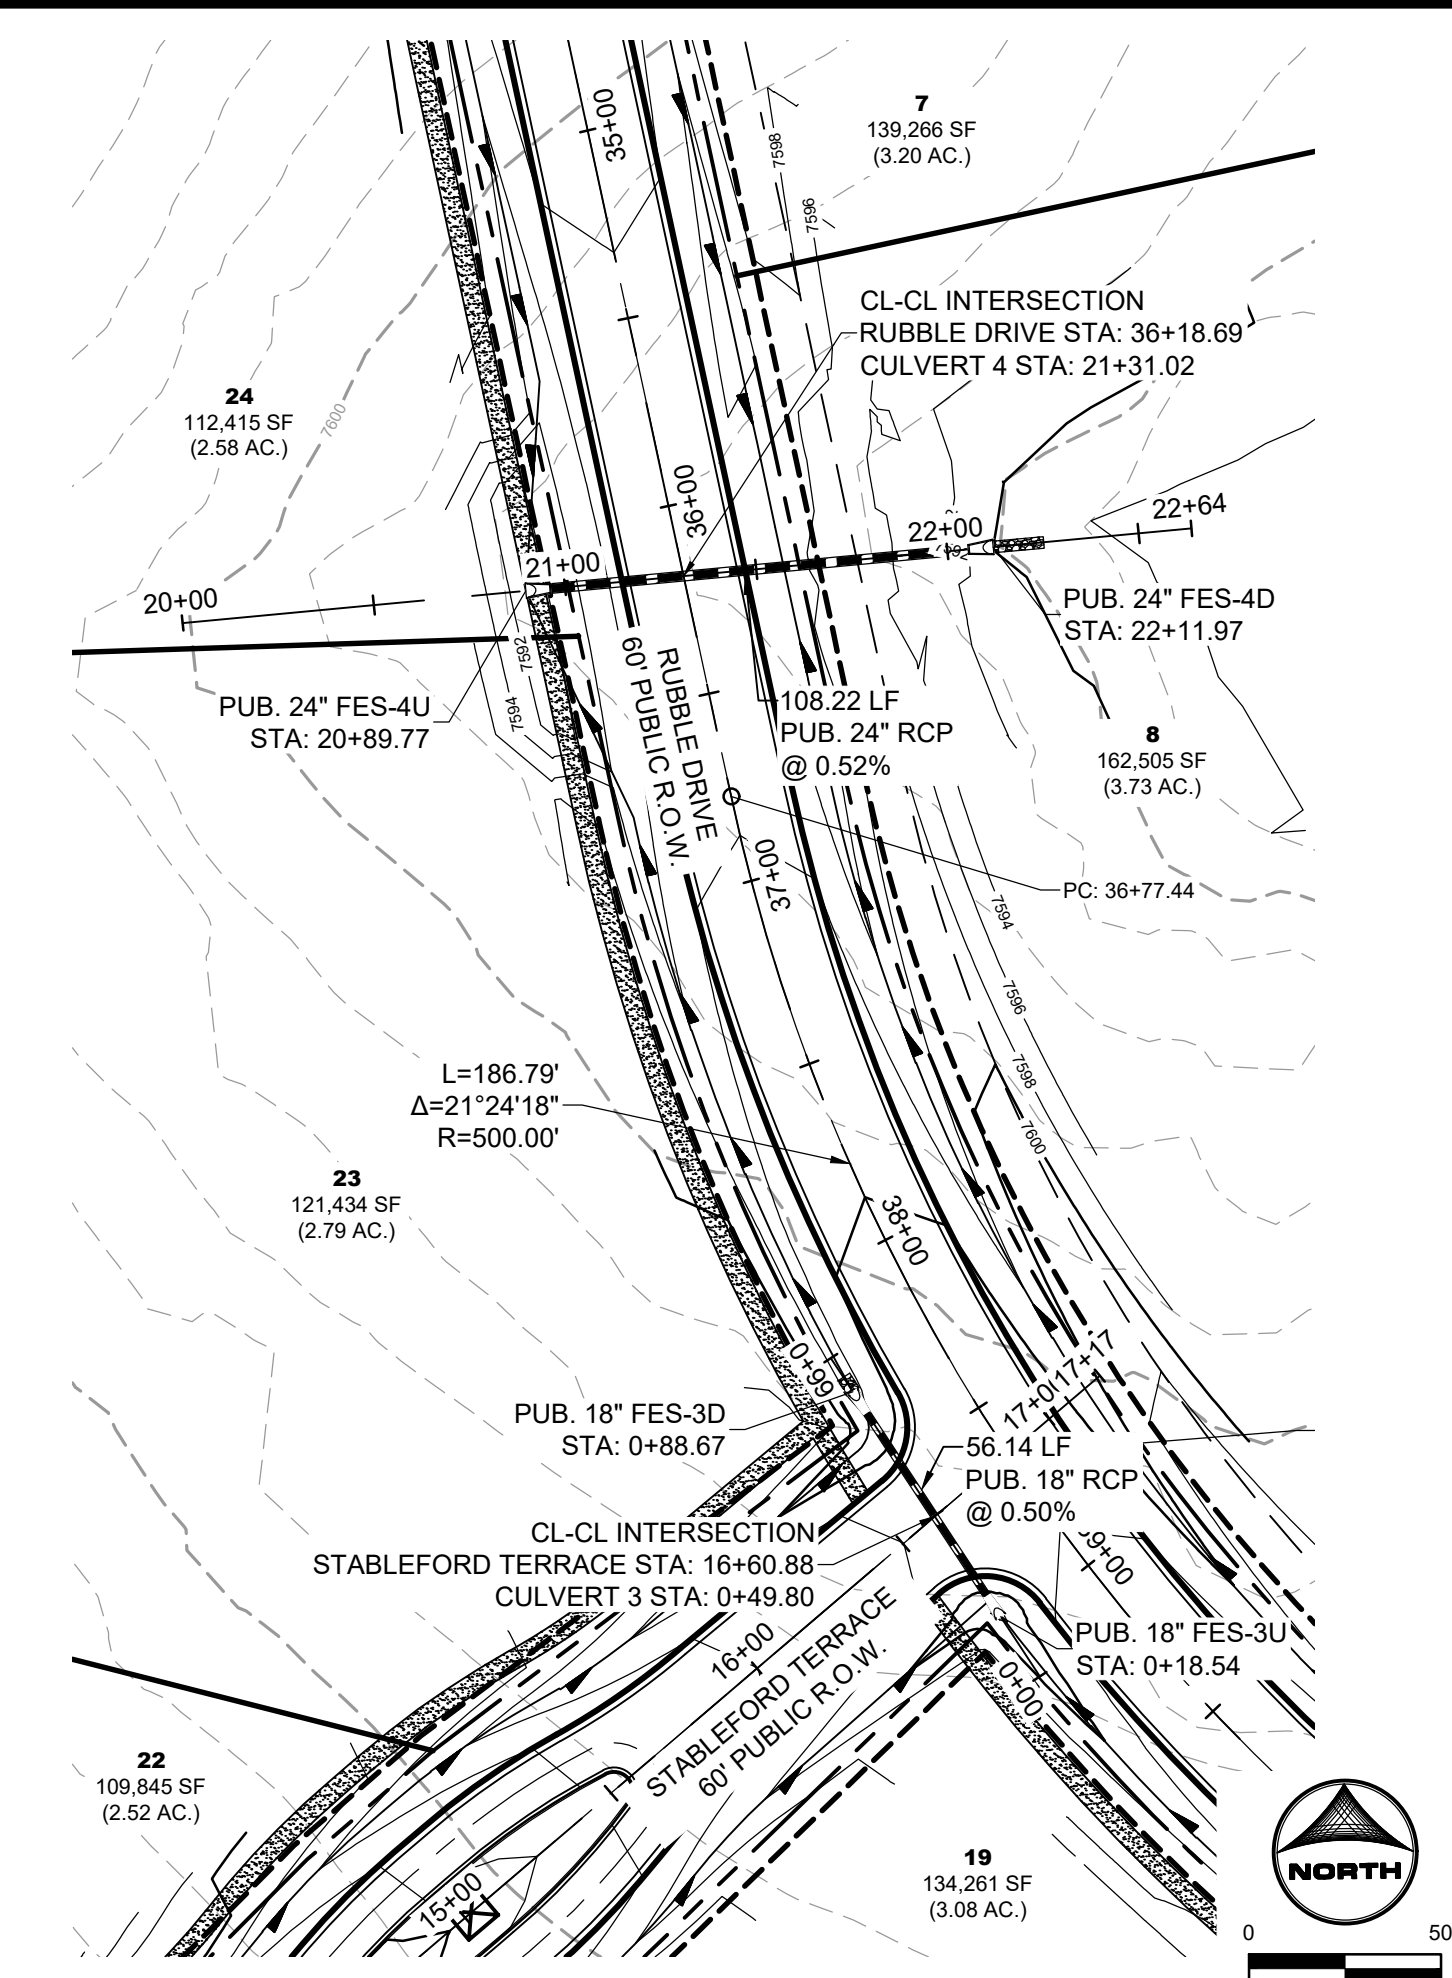 35+00
7598
7
139,266 SF
(3.20 AC.)
7596
CL-CL INTERSECTION
RUBBLE DRIVE STA: 36+18.69
CULVERT 4 STA: 21+31.02
24
112,415 SF
(2.58 AC.)
7600
36+00
22+00
22+64
21+00
20+00
PUB. 24" FES-4D
STA: 22+11.97
7592
7594
PUB. 24" FES-4U
STA: 20+89.77
RUBBLE DRIVE
60' PUBLIC R.O.W.
108.22 LF
PUB. 24" RCP
@ 0.52%
8
162,505 SF
(3.73 AC.)
37+00
PC: 36+77.44
7594
7596
7598
7600
L=186.79'
Δ=21°24'18"
R=500.00'
23
121,434 SF
(2.79 AC.)
38+00
0+99
17+17
PUB. 18" FES-3D
STA: 0+88.67
56.14 LF
PUB. 18" RCP
@ 0.50%
CL-CL INTERSECTION
STABLEFORD TERRACE STA: 16+60.88
CULVERT 3 STA: 0+49.80
16+00
STABLEFORD TERRACE
60' PUBLIC R.O.W.
PUB. 18" FES-3U
STA: 0+18.54
0+00
22
109,845 SF
(2.52 AC.)
15+00
19
134,261 SF
(3.08 AC.)
NORTH
0
50